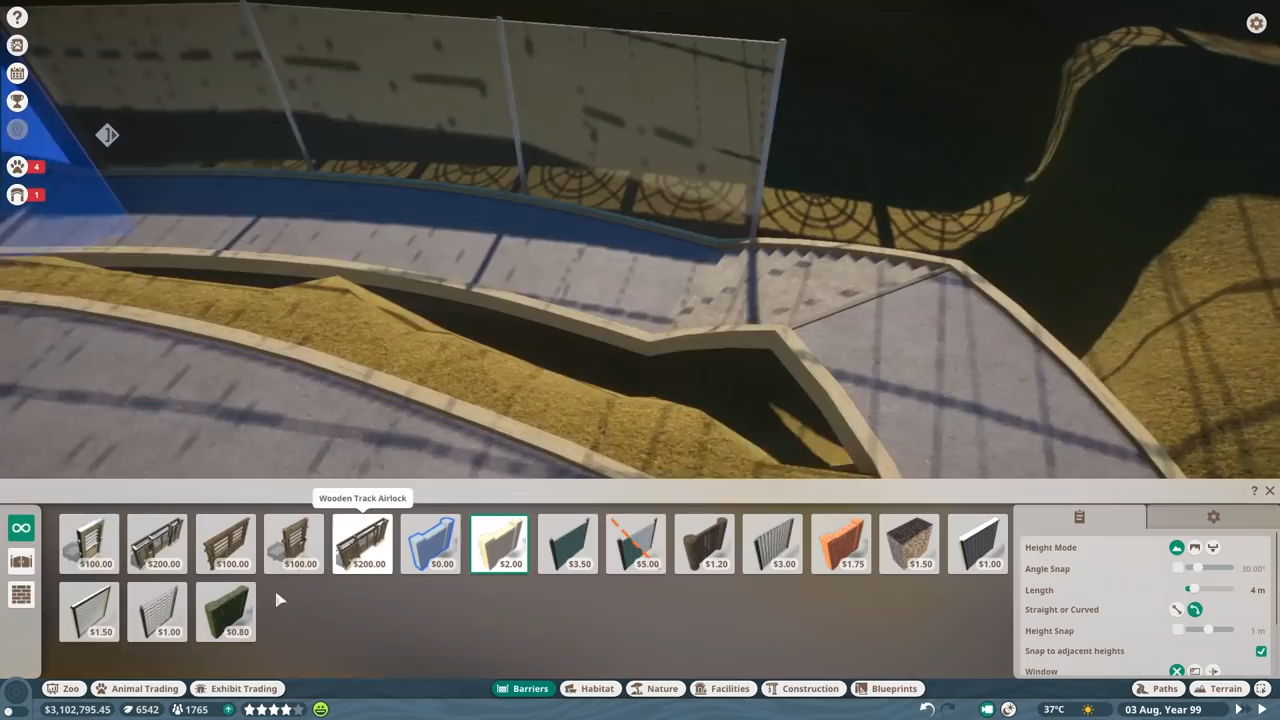 ?
4
1
Wooden Track Airlock
?
$100.00
$200.00
$100.00
$100.00
$200.00
$0.00
$2.00
$3.50
$5.00
$1.20
$3.00
$1.75
$1.50
$1.00
$1.50
$1.00
$0.80
Height Mode
Angle Snap
30.00°
Length
4 m
Straight or Curved
Height Snap
1 m
Snap to adjacent heights
Window
Zoo
Animal Trading
Exhibit Trading
Barriers
Habitat
Nature
Facilities
Construction
Blueprints
Paths
Terrain
$3,102,795.45
6542
1765
37°C
03 Aug, Year 99